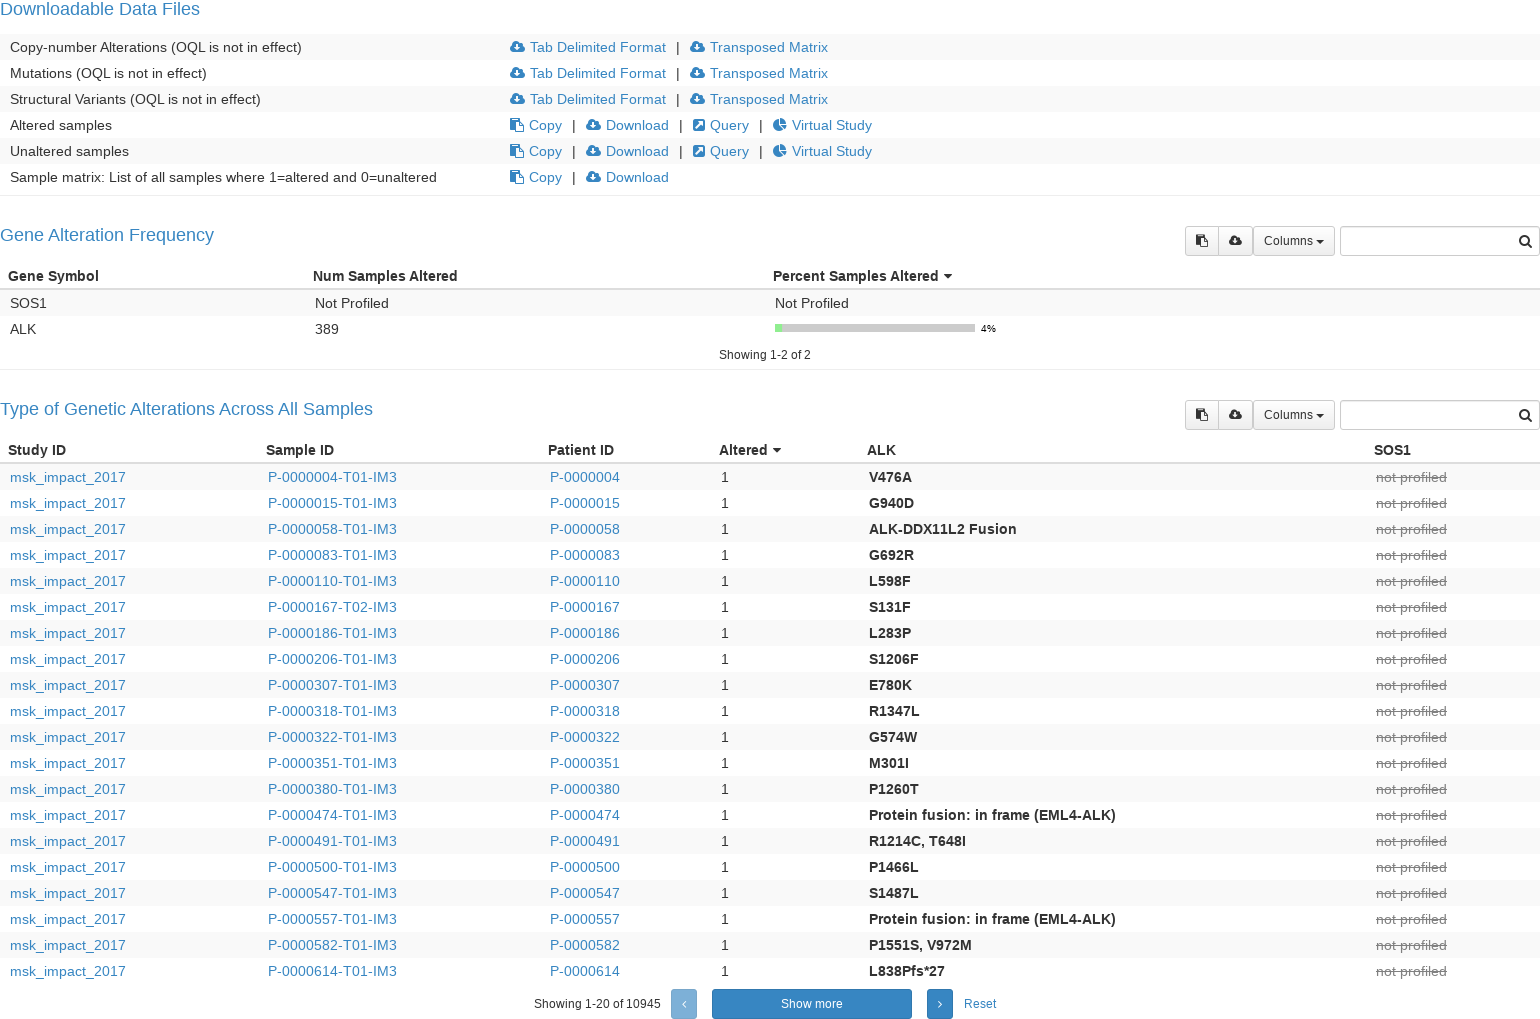 Downloadable Data Files
Copy-number Alterations (OQL is not in effect) Tab Delimited Format | Transposed Matrix
Mutations (OQL is not in effect) Tab Delimited Format | Transposed Matrix
Structural Variants (OQL is not in effect) Tab Delimited Format | Transposed Matrix
Altered samples Copy | Download | Query | Virtual Study
Unaltered samples Copy | Download | Query | Virtual Study
Sample matrix: List of all samples where 1=altered and 0=unaltered Copy | Download
Gene Alteration Frequency Columns
Gene Symbol Num Samples Altered Percent Samples Altered
SOS1 Not Profiled Not Profiled
ALK 389 4%
Showing 1-2 of 2
Type of Genetic Alterations Across All Samples Columns
Study ID Sample ID Patient ID Altered ALK SOS1
msk_impact_2017 P-0000004-T01-IM3 P-0000004 1 V476A not profiled
msk_impact_2017 P-0000015-T01-IM3 P-0000015 1 G940D not profiled
msk_impact_2017 P-0000058-T01-IM3 P-0000058 1 ALK-DDX11L2 Fusion not profiled
msk_impact_2017 P-0000083-T01-IM3 P-0000083 1 G692R not profiled
msk_impact_2017 P-0000110-T01-IM3 P-0000110 1 L598F not profiled
msk_impact_2017 P-0000167-T02-IM3 P-0000167 1 S131F not profiled
msk_impact_2017 P-0000186-T01-IM3 P-0000186 1 L283P not profiled
msk_impact_2017 P-0000206-T01-IM3 P-0000206 1 S1206F not profiled
msk_impact_2017 P-0000307-T01-IM3 P-0000307 1 E780K not profiled
msk_impact_2017 P-0000318-T01-IM3 P-0000318 1 R1347L not profiled
msk_impact_2017 P-0000322-T01-IM3 P-0000322 1 G574W not profiled
msk_impact_2017 P-0000351-T01-IM3 P-0000351 1 M301I not profiled
msk_impact_2017 P-0000380-T01-IM3 P-0000380 1 P1260T not profiled
msk_impact_2017 P-0000474-T01-IM3 P-0000474 1 Protein fusion: in frame (EML4-ALK) not profiled
msk_impact_2017 P-0000491-T01-IM3 P-0000491 1 R1214C, T648I not profiled
msk_impact_2017 P-0000500-T01-IM3 P-0000500 1 P1466L not profiled
msk_impact_2017 P-0000547-T01-IM3 P-0000547 1 S1487L not profiled
msk_impact_2017 P-0000557-T01-IM3 P-0000557 1 Protein fusion: in frame (EML4-ALK) not profiled
msk_impact_2017 P-0000582-T01-IM3 P-0000582 1 P1551S, V972M not profiled
msk_impact_2017 P-0000614-T01-IM3 P-0000614 1 L838Pfs*27 not profiled
Showing 1-20 of 10945 Show more Reset